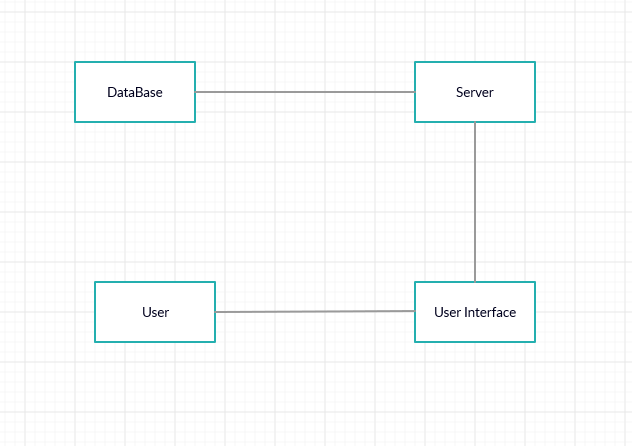 DataBase
Server
User
User Interface